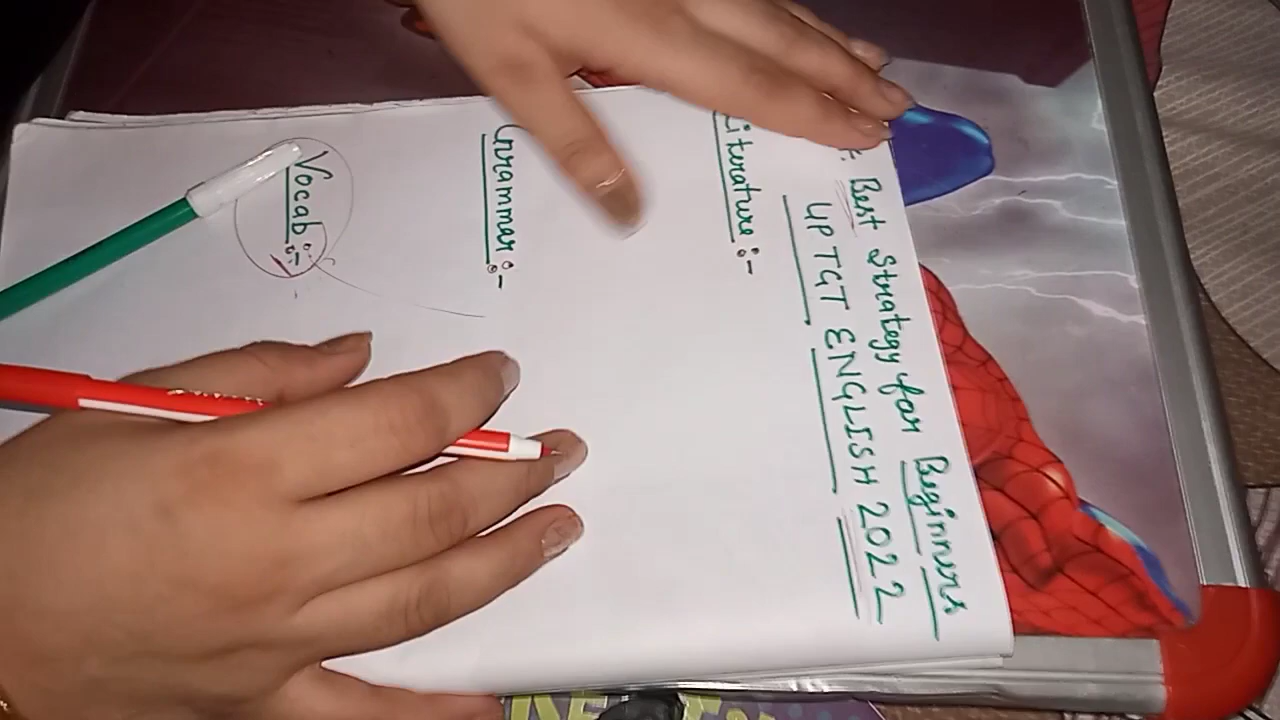 Best Strategy for Beginners
UP TGT ENGLISH 2022
Literature :-
Grammar :-
Vocab :-